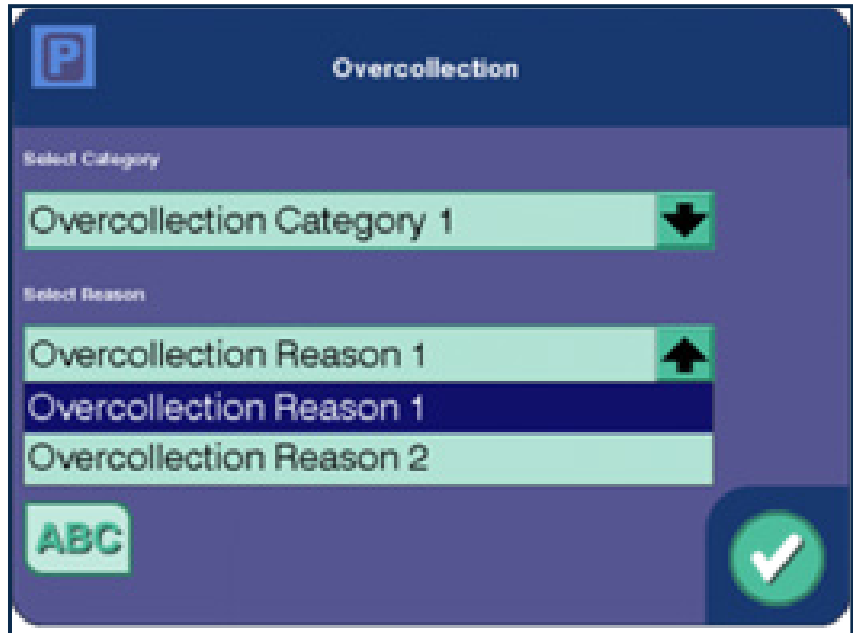 P
Overcollection
Select Category
Overcollection Category 1
Select Reason
Overcollection Reason 1
Overcollection Reason 1
Overcollection Reason 2
ABC